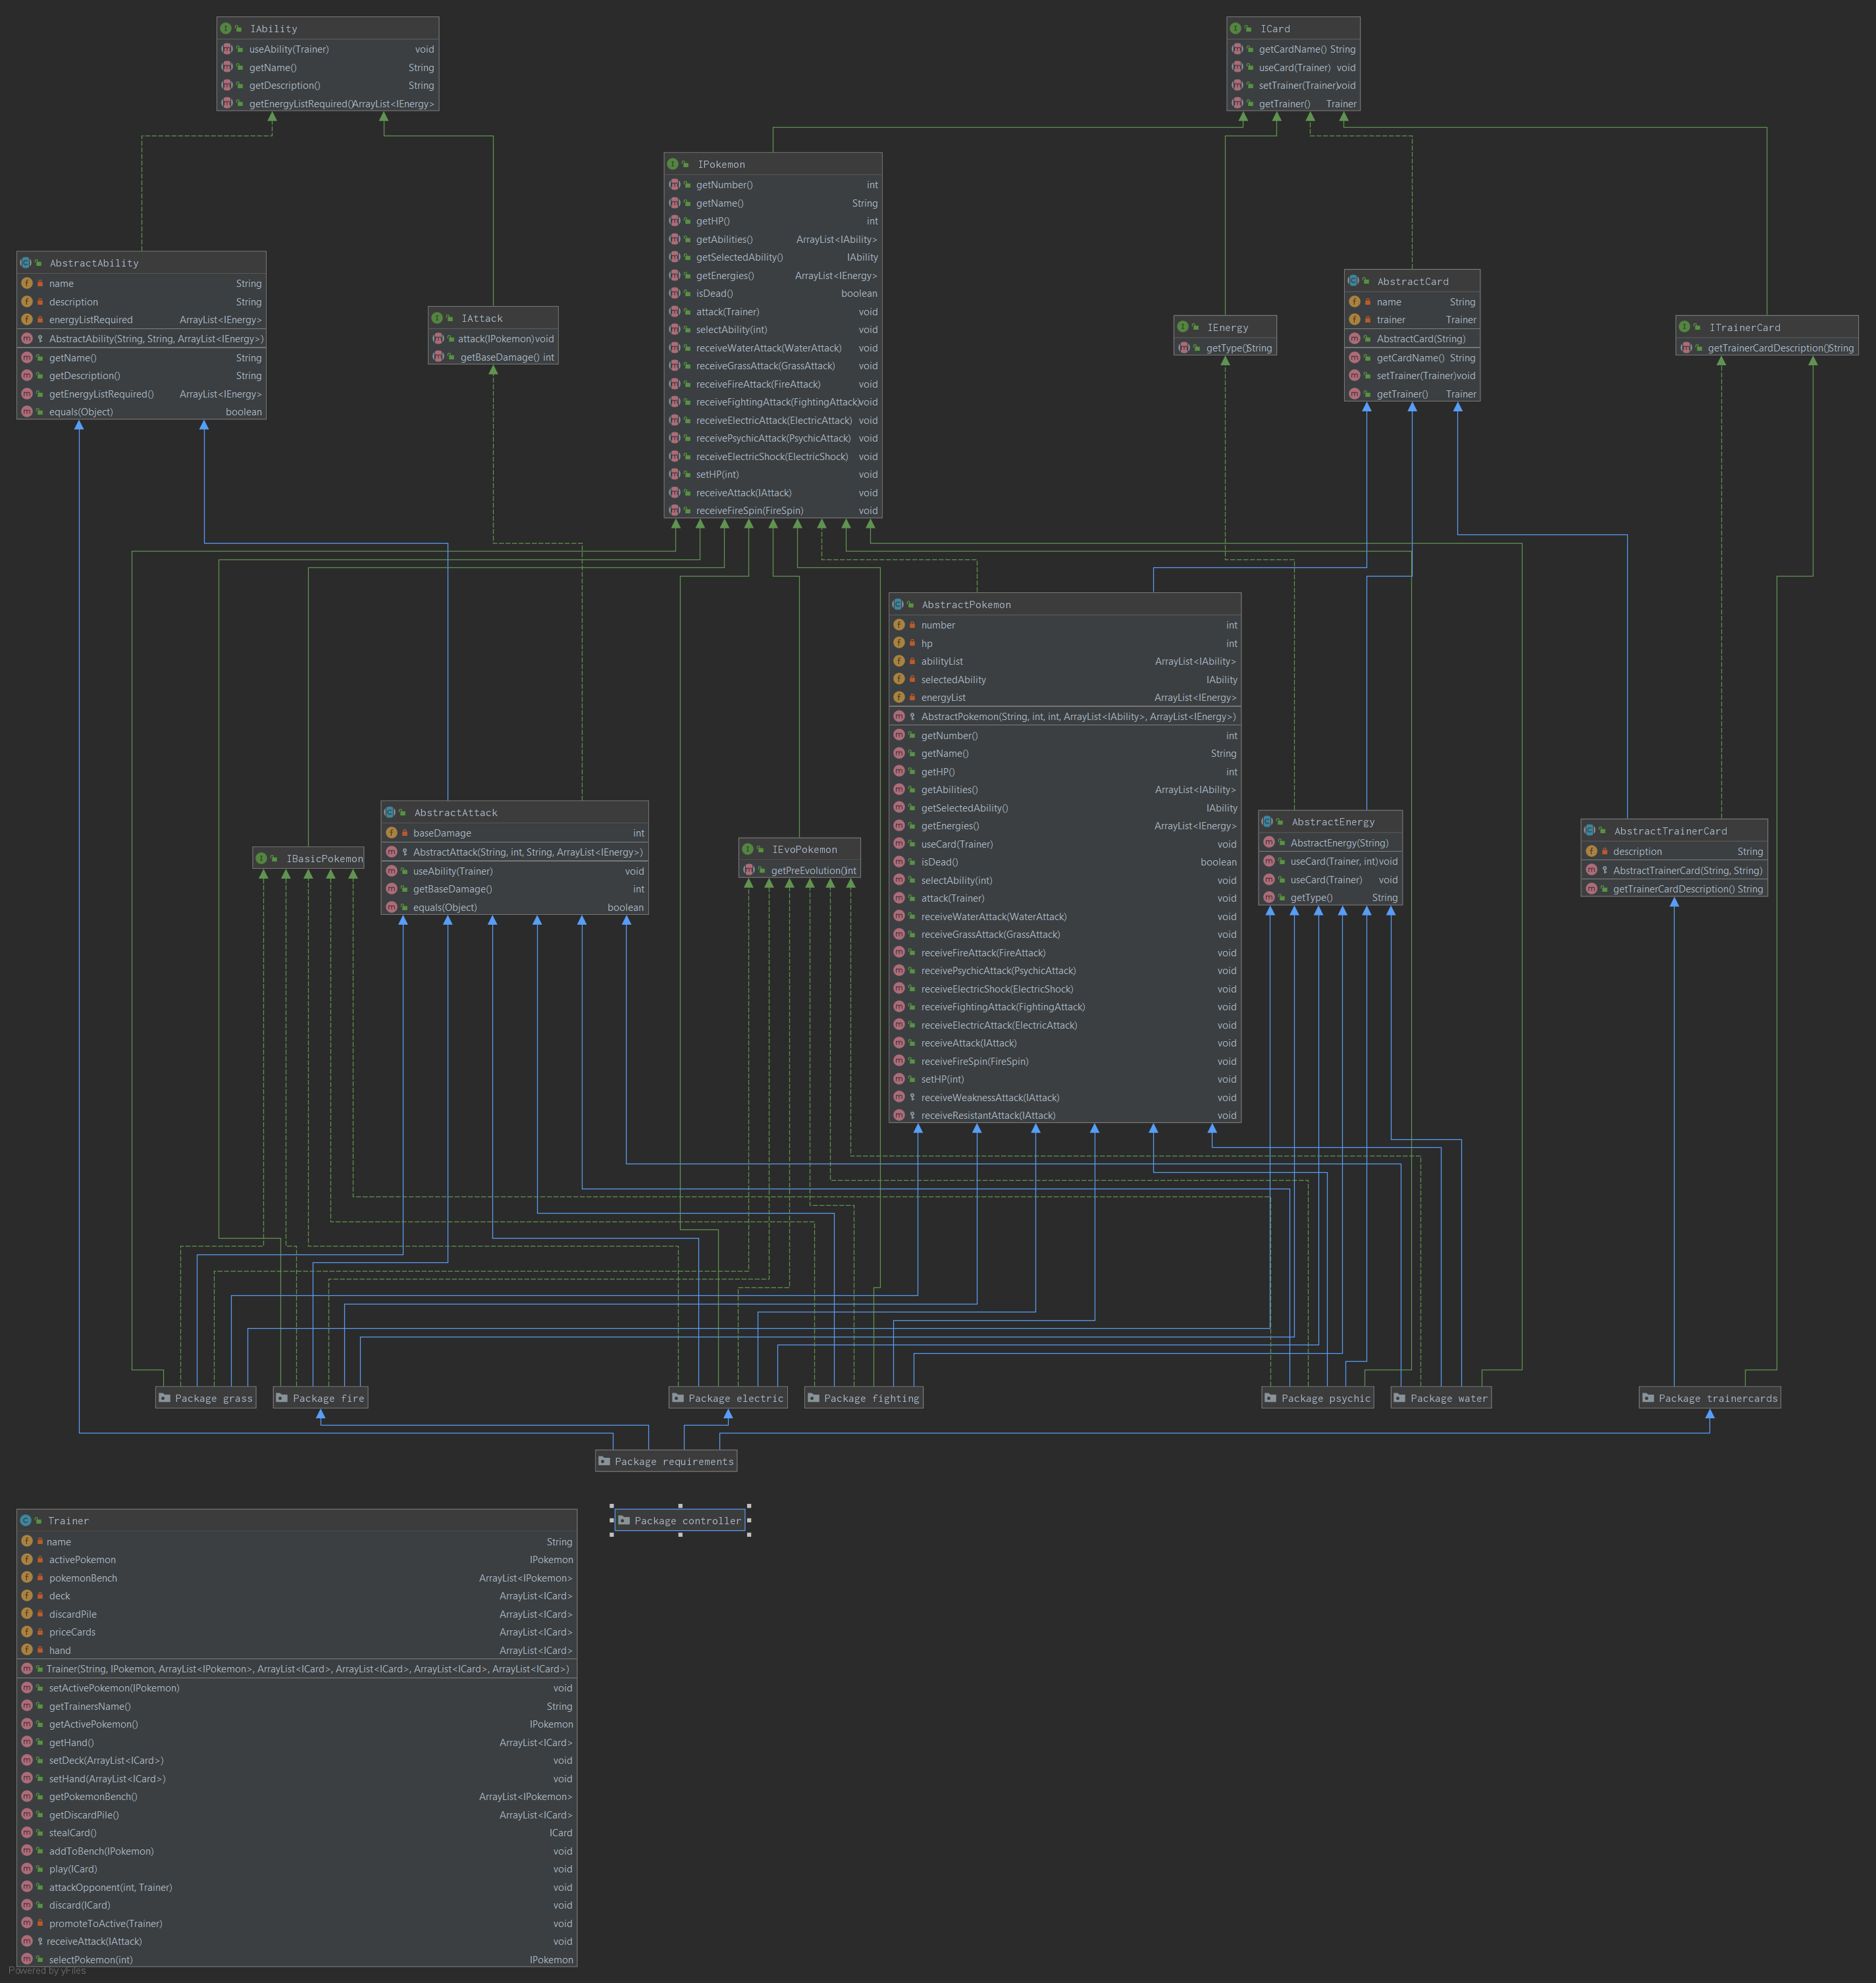 IAbility
useAbility(Trainer) void
getName() String
getDescription() String
getEnergyListRequired() ArrayList<IEnergy>
ICard
getCardName() String
useCard(Trainer) void
setTrainer(Trainer) void
getTrainer() Trainer
IPokemon
getNumber() int
getName() String
getHP() int
getAbilities() ArrayList<IAbility>
getSelectedAbility() IAbility
getEnergies() ArrayList<IEnergy>
isDead() boolean
attack(Trainer) void
selectAbility(int) void
receiveWaterAttack(WaterAttack) void
receiveGrassAttack(GrassAttack) void
receiveFireAttack(FireAttack) void
receiveFightingAttack(FightingAttack) void
receiveElectricAttack(ElectricAttack) void
receivePsychicAttack(PsychicAttack) void
receiveElectricShock(ElectricShock) void
setHP(int) void
receiveAttack(IAttack) void
receiveFireSpin(FireSpin) void
AbstractAbility
name String
description String
energyListRequired ArrayList<IEnergy>
AbstractAbility(String, String, ArrayList<IEnergy>)
getName() String
getDescription() String
getEnergyListRequired() ArrayList<IEnergy>
equals(Object) boolean
IAttack
attack(IPokemon) void
getBaseDamage() int
IEnergy
getType() String
AbstractCard
name String
trainer Trainer
AbstractCard(String)
getCardName() String
setTrainer(Trainer) void
getTrainer() Trainer
ITrainerCard
getTrainerCardDescription() String
AbstractPokemon
number int
hp int
abilityList ArrayList<IAbility>
selectedAbility IAbility
energyList ArrayList<IEnergy>
AbstractPokemon(String, int, int, ArrayList<IAbility>, ArrayList<IEnergy>)
getNumber() int
getName() String
getHP() int
getAbilities() ArrayList<IAbility>
getSelectedAbility() IAbility
getEnergies() ArrayList<IEnergy>
useCard(Trainer) void
isDead() boolean
selectAbility(int) void
attack(Trainer) void
receiveWaterAttack(WaterAttack) void
receiveGrassAttack(GrassAttack) void
receiveFireAttack(FireAttack) void
receivePsychicAttack(PsychicAttack) void
receiveElectricShock(ElectricShock) void
receiveFightingAttack(FightingAttack) void
receiveElectricAttack(ElectricAttack) void
receiveAttack(IAttack) void
receiveFireSpin(FireSpin) void
setHP(int) void
receiveWeaknessAttack(IAttack) void
receiveResistantAttack(IAttack) void
IBasicPokemon
AbstractAttack
baseDamage int
AbstractAttack(String, int, String, ArrayList<IEnergy>)
useAbility(Trainer) void
getBaseDamage() int
equals(Object) boolean
IEvoPokemon
getPreEvolution() int
AbstractEnergy
AbstractEnergy(String)
useCard(Trainer, int) void
useCard(Trainer) void
getType() String
AbstractTrainerCard
description String
AbstractTrainerCard(String, String)
getTrainerCardDescription() String
Package grass
Package fire
Package electric
Package fighting
Package psychic
Package water
Package trainercards
Package requirements
Package controller
Trainer
name String
activePokemon IPokemon
pokemonBench ArrayList<IPokemon>
deck ArrayList<ICard>
discardPile ArrayList<ICard>
priceCards ArrayList<ICard>
hand ArrayList<ICard>
Trainer(String, IPokemon, ArrayList<IPokemon>, ArrayList<ICard>, ArrayList<ICard>, ArrayList<ICard>, ArrayList<ICard>)
setActivePokemon(IPokemon) void
getTrainersName() String
getActivePokemon() IPokemon
getHand() ArrayList<ICard>
setDeck(ArrayList<ICard>) void
setHand(ArrayList<ICard>) void
getPokemonBench() ArrayList<IPokemon>
getDiscardPile() ArrayList<ICard>
stealCard() ICard
addToBench(IPokemon) void
play(ICard) void
attackOpponent(int, Trainer) void
discard(ICard) void
promoteToActive(Trainer) void
receiveAttack(IAttack) void
selectPokemon(int) IPokemon
Powered by yFiles